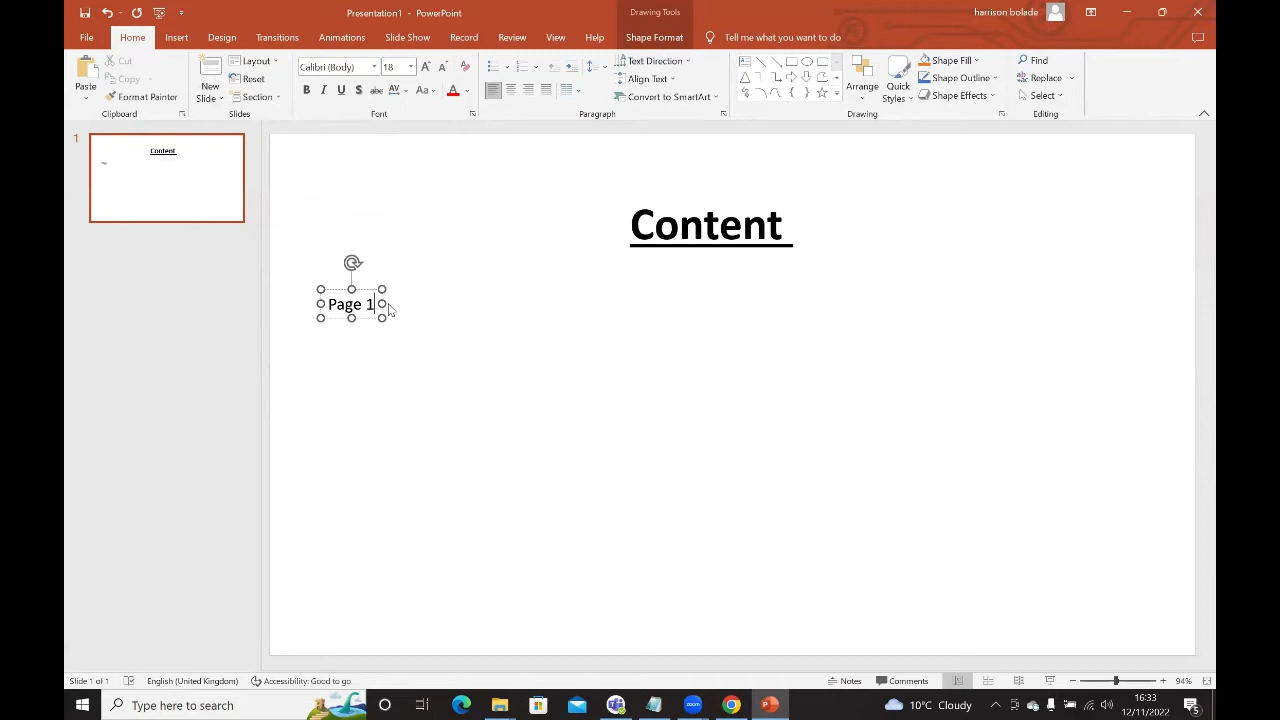 Presentation1 - PowerPoint
Drawing Tools
harrison bolade
File Home Insert Design Transitions Animations Slide Show Record Review View Help Shape Format Tell me what you want to do
Paste
Cut
Copy
Format Painter
Clipboard
New Slide
Layout
Reset
Section
Slides
Calibri (Body) 18
B I U S abc AV Aa A
Font
Text Direction
Align Text
Convert to SmartArt
Paragraph
Arrange
Quick Styles
Shape Fill
Shape Outline
Shape Effects
Drawing
Find
Replace
Select
Editing
1
Content
Content
Page 1
Slide 1 of 1 English (United Kingdom) Accessibility: Good to go Notes Comments 94%
Type here to search
zoom
10°C Cloudy
16:33
12/11/2022
5